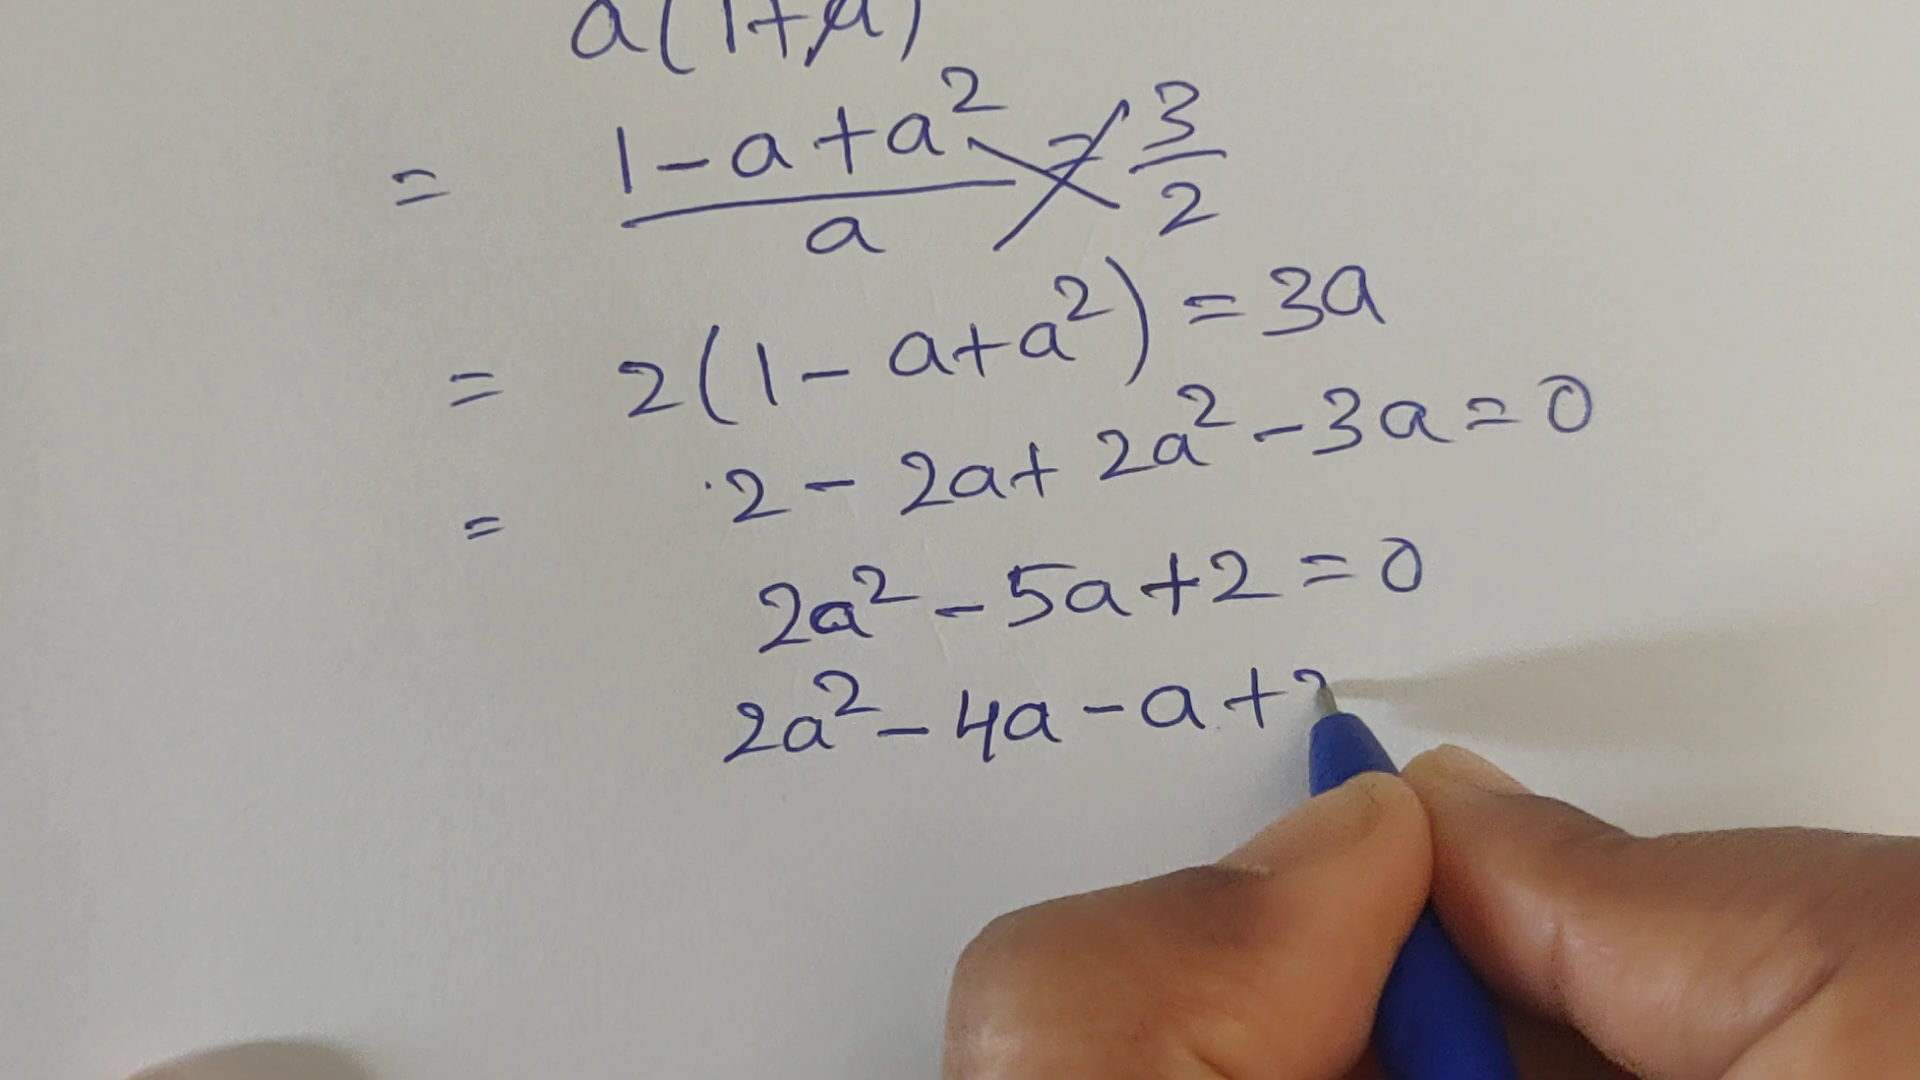 a(1+a)
= (1-a+a²)/a = 3/2
= 2(1-a+a²) = 3a
= 2-2a+2a²-3a=0
2a²-5a+2=0
2a²-4a-a+2